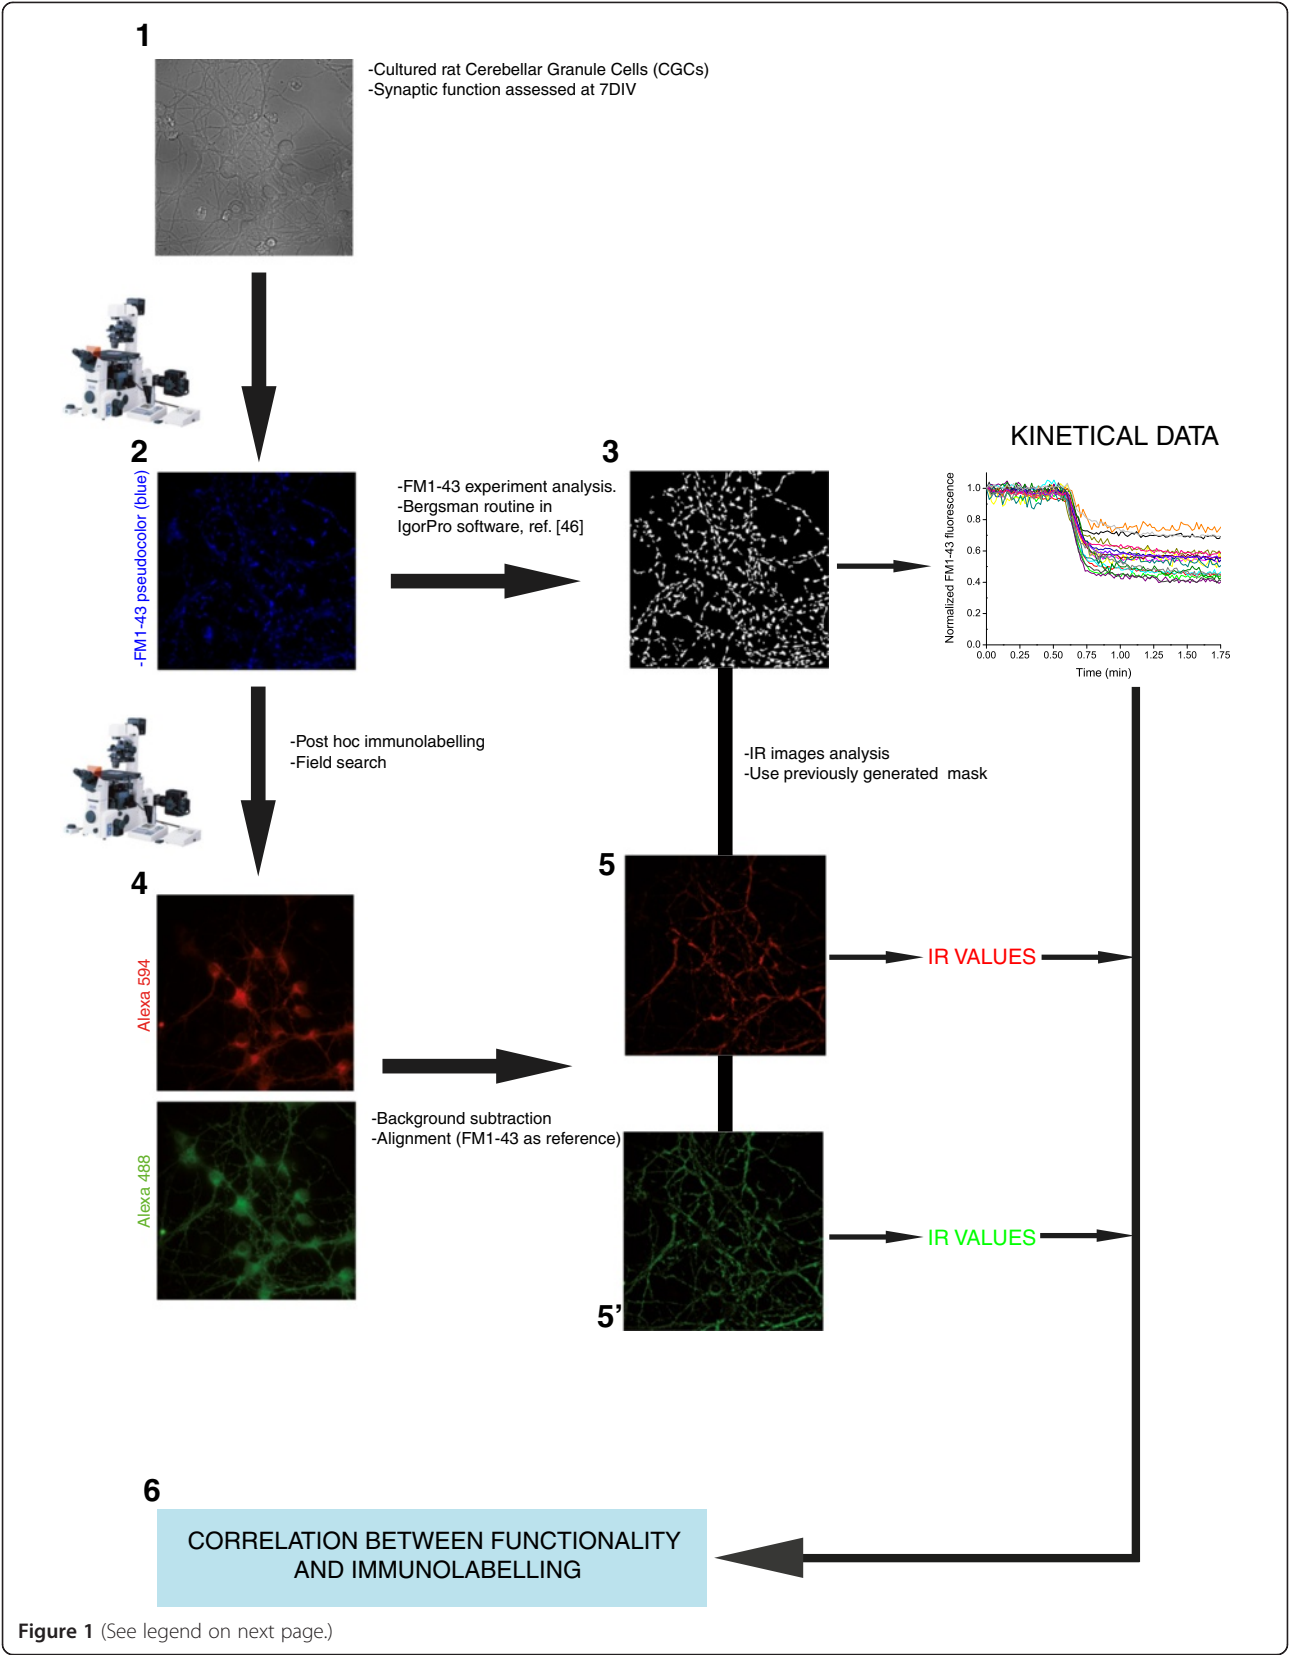 1
-Cultured rat Cerebellar Granule Cells (CGCs)
-Synaptic function assessed at 7DIV
2
-FM1-43 pseudocolor (blue)
-FM1-43 experiment analysis.
-Bergsman routine in
IgorPro software, ref. [46]
3
KINETICAL DATA
Normalized FM1-43 fluorescence
1.0
0.8
0.6
0.4
0.2
0.0
0.00 0.25 0.50 0.75 1.00 1.25 1.50 1.75
Time (min)
-Post hoc immunolabelling
-Field search
-IR images analysis
-Use previously generated mask
4
Alexa 594
Alexa 488
-Background subtraction
-Alignment (FM1-43 as reference)
5
IR VALUES
5’
IR VALUES
6
CORRELATION BETWEEN FUNCTIONALITY
AND IMMUNOLABELLING
Figure 1 (See legend on next page.)